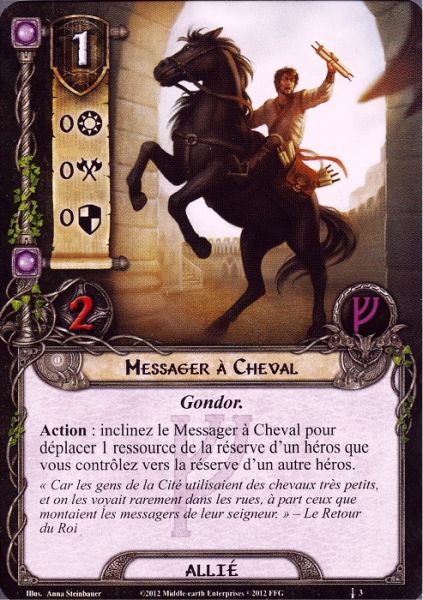 1
0
0
0
2
Messager à Cheval
Gondor.
Action : inclinez le Messager à Cheval pour
déplacer 1 ressource de la réserve d'un héros que
vous contrôlez vers la réserve d'un autre héros.
« Car les gens de la Cité utilisaient des chevaux très petits,
et on les voyait rarement dans les rues, à part ceux que
montaient les messagers de leur seigneur. » – Le Retour
du Roi
ALLIÉ
Illus. Anna Steinbauer ©2012 Middle-earth Enterprises ©2012 FFG 3